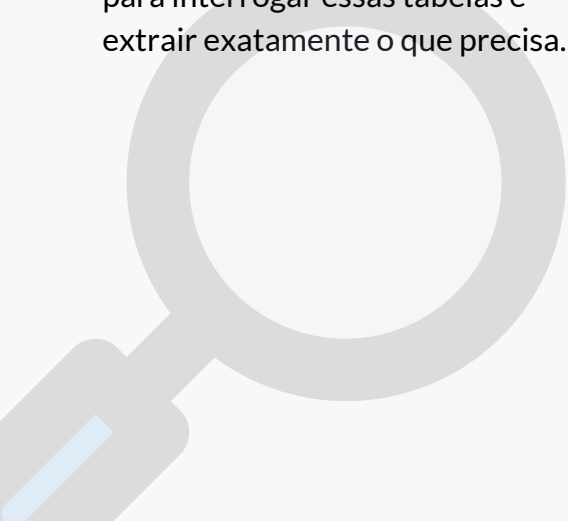 para interrogar essas tabelas e
extrair exatamente o que precisa.